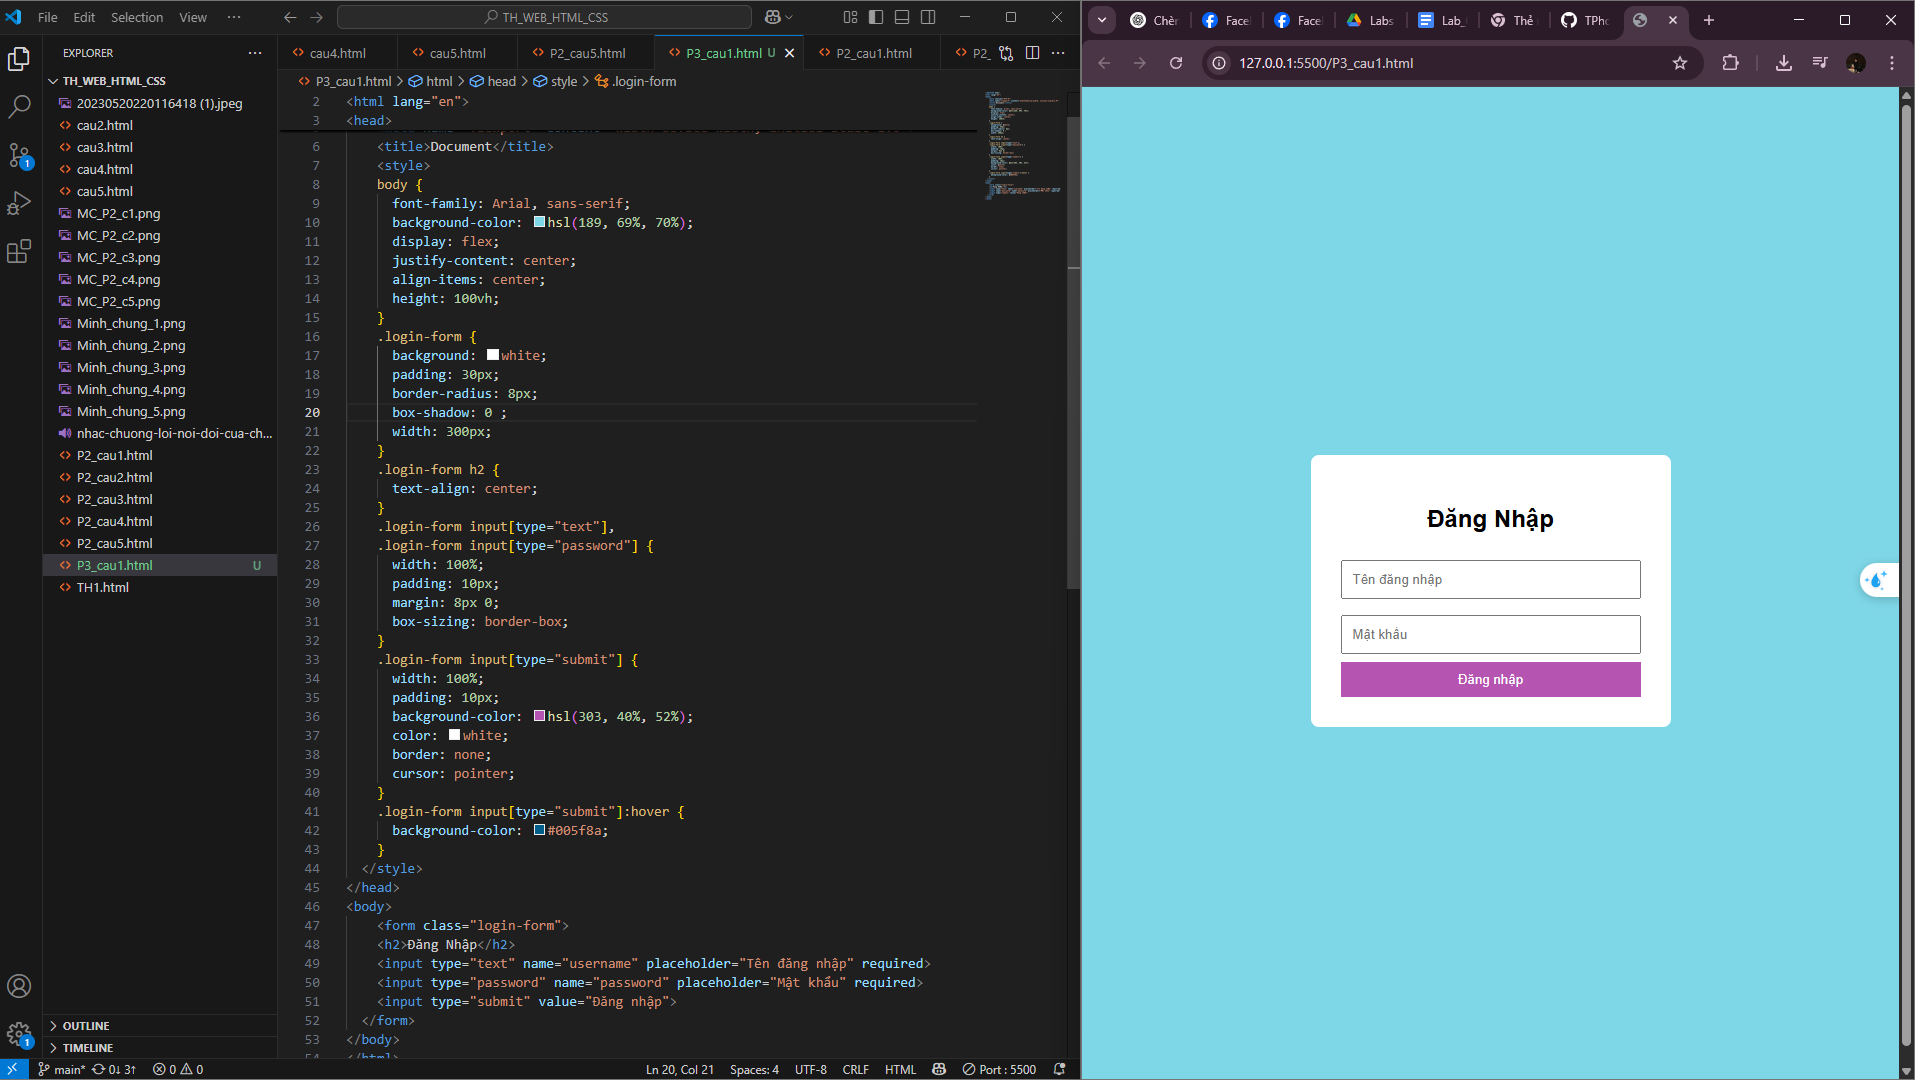 File Edit Selection View ···
TH_WEB_HTML_CSS
EXPLORER ···
TH_WEB_HTML_CSS
20230520220116418 (1).jpeg
cau2.html
cau3.html
cau4.html
cau5.html
MC_P2_c1.png
MC_P2_c2.png
MC_P2_c3.png
MC_P2_c4.png
MC_P2_c5.png
Minh_chung_1.png
Minh_chung_2.png
Minh_chung_3.png
Minh_chung_4.png
Minh_chung_5.png
nhac-chuong-loi-noi-doi-cua-ch...
P2_cau1.html
P2_cau2.html
P2_cau3.html
P2_cau4.html
P2_cau5.html
P3_cau1.html U
TH1.html
OUTLINE
TIMELINE
1
1
cau4.html cau5.html P2_cau5.html P3_cau1.html U P2_cau1.html P2_
P3_cau1.html > html > head > style > .login-form
2 <html lang="en">
3 <head>
6 <title>Document</title>
7 <style>
8 body {
9 font-family: Arial, sans-serif;
10 background-color: hsl(189, 69%, 70%);
11 display: flex;
12 justify-content: center;
13 align-items: center;
14 height: 100vh;
15 }
16 .login-form {
17 background: white;
18 padding: 30px;
19 border-radius: 8px;
20 box-shadow: 0 ;
21 width: 300px;
22 }
23 .login-form h2 {
24 text-align: center;
25 }
26 .login-form input[type="text"],
27 .login-form input[type="password"] {
28 width: 100%;
29 padding: 10px;
30 margin: 8px 0;
31 box-sizing: border-box;
32 }
33 .login-form input[type="submit"] {
34 width: 100%;
35 padding: 10px;
36 background-color: hsl(303, 40%, 52%);
37 color: white;
38 border: none;
39 cursor: pointer;
40 }
41 .login-form input[type="submit"]:hover {
42 background-color: #005f8a;
43 }
44 </style>
45 </head>
46 <body>
47 <form class="login-form">
48 <h2>Đăng Nhập</h2>
49 <input type="text" name="username" placeholder="Tên đăng nhập" required>
50 <input type="password" name="password" placeholder="Mật khẩu" required>
51 <input type="submit" value="Đăng nhập">
52 </form>
53 </body>
54 </html>
main* 0↓ 3↑ 0 0
Ln 20, Col 21 Spaces: 4 UTF-8 CRLF HTML Port : 5500
Chèn Face Face Labs Lab_ Thẻ TPho
127.0.0.1:5500/P3_cau1.html
Đăng Nhập
Tên đăng nhập
Mật khẩu
Đăng nhập